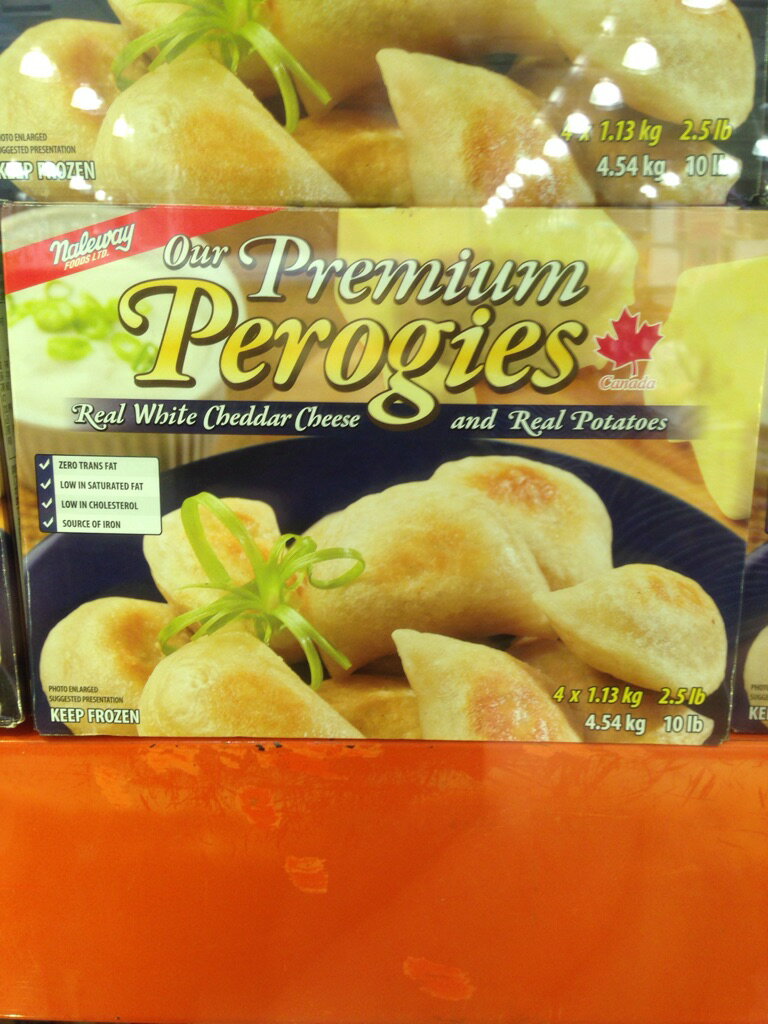 OTO ENLARGED
GGESTED PRESENTATION
KEEP FROZEN
4 x 1.13 kg 2.5 lb
4.54 kg 10 lb
Naleway
FOODS LTD.
Our Premium
Perogies
Canada
Real White Cheddar Cheese and Real Potatoes
ZERO TRANS FAT
LOW IN SATURATED FAT
LOW IN CHOLESTEROL
SOURCE OF IRON
PHOTO ENLARGED
SUGGESTED PRESENTATION
KEEP FROZEN
4 x 1.13 kg 2.5 lb
4.54 kg 10 lb